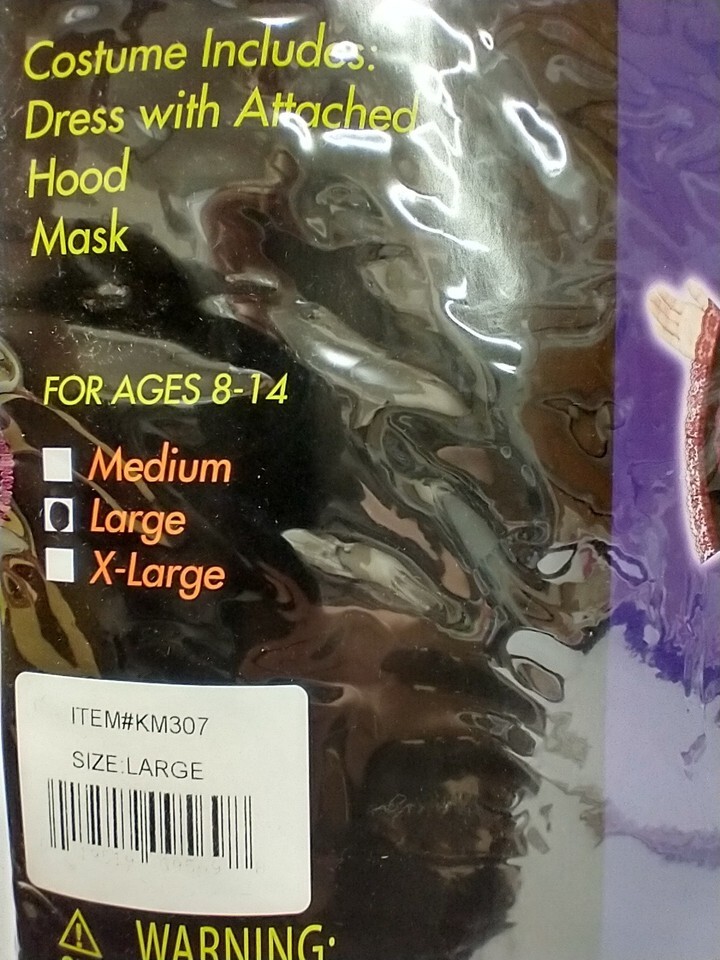 Costume Includes:
Dress with Attached
Hood
Mask
FOR AGES 8-14
Medium
Large
X-Large
ITEM#KM307
SIZE:LARGE
WARNING: